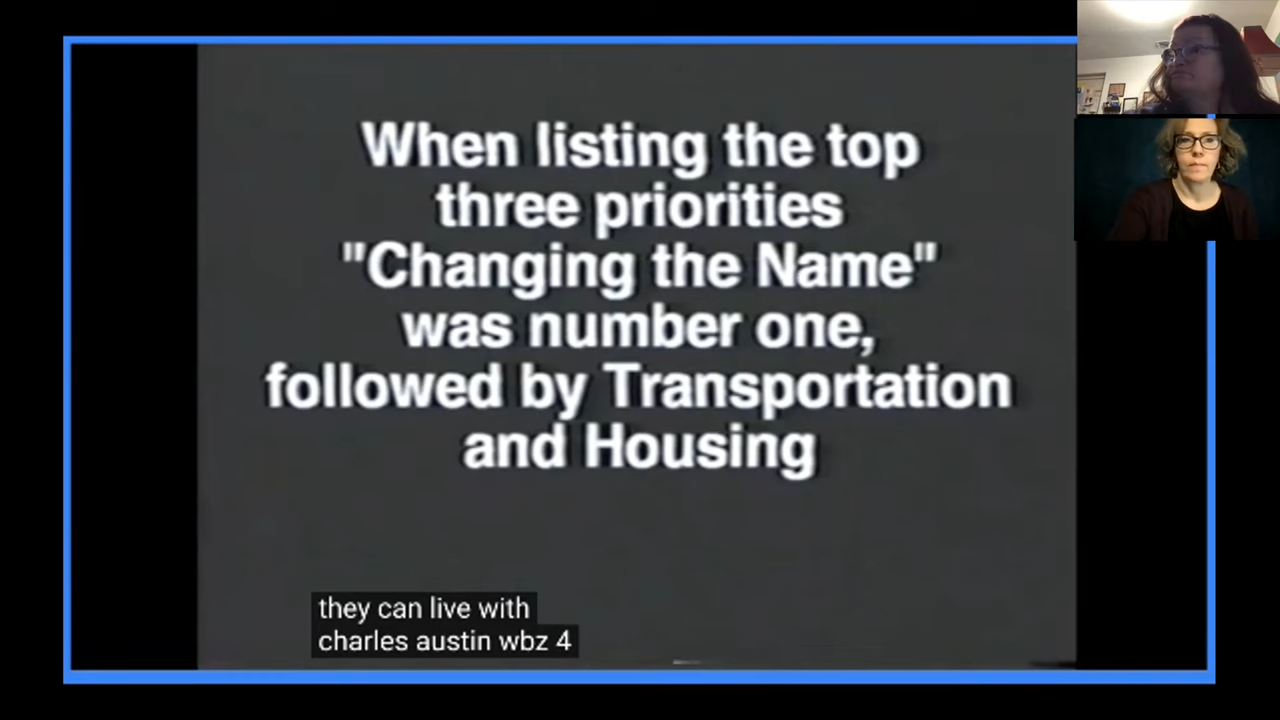 When listing the top
three priorities
"Changing the Name"
was number one,
followed by Transportation
and Housing
they can live with
charles austin wbz 4